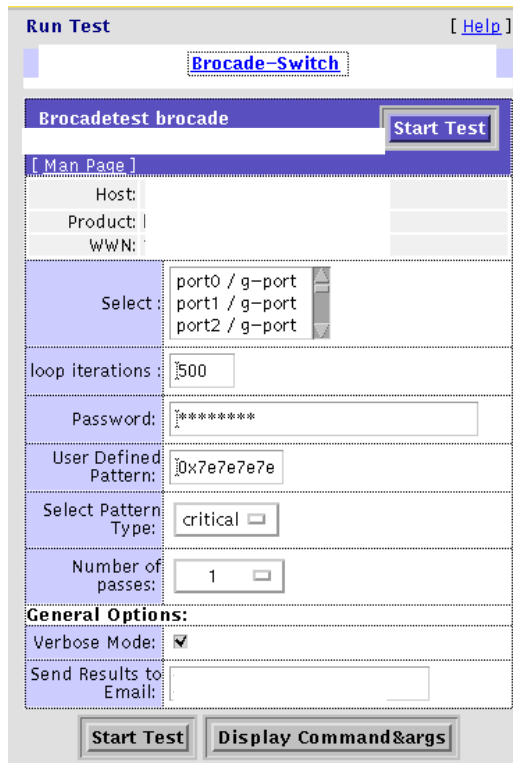 Run Test [ Help ]
Brocade-Switch
Brocadetest brocade
Start Test
[ Man Page ]
Host:
Product:
WWN:
Select :
port0 / g-port
port1 / g-port
port2 / g-port
loop iterations : 500
Password: ********
User Defined
Pattern:
0x7e7e7e7e
Select Pattern
Type:
critical
Number of
passes:
1
General Options:
Verbose Mode:
Send Results to
Email:
Start Test Display Command&args